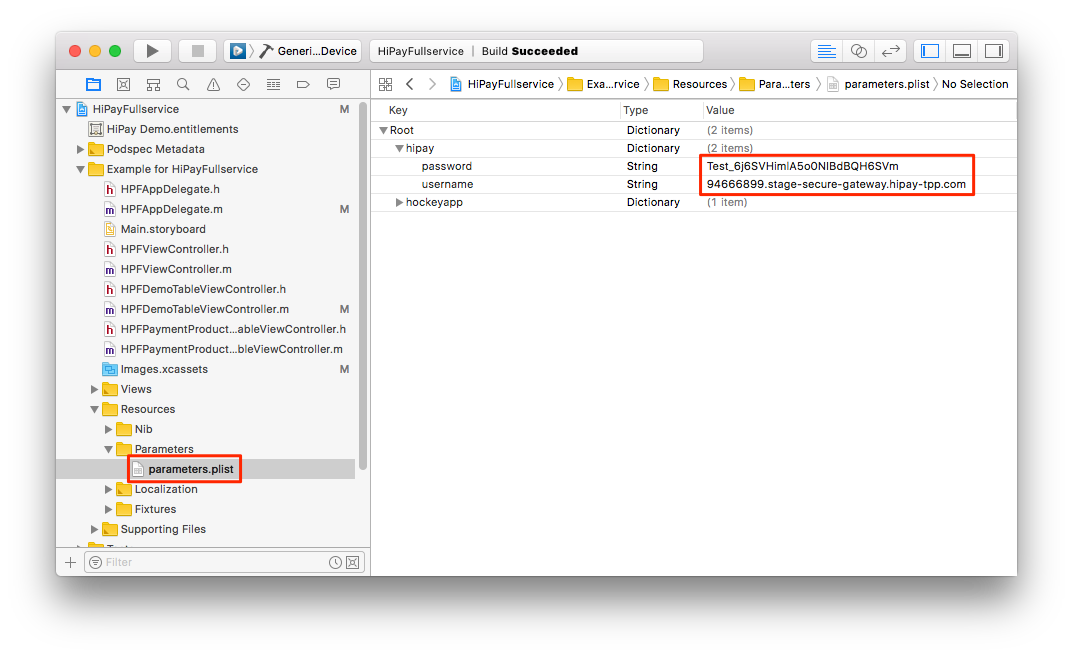 Generi...Device
HiPayFullservice | Build Succeeded
HiPayFullservice Exa...rvice Resources Para...ters parameters.plist No Selection
HiPayFullservice M
HiPay Demo.entitlements
Podspec Metadata
Example for HiPayFullservice
HPFAppDelegate.h
HPFAppDelegate.m M
Main.storyboard
HPFViewController.h
HPFViewController.m
HPFDemoTableViewController.h
HPFDemoTableViewController.m M
HPFPaymentProduct...ableViewController.h
HPFPaymentProduct...bleViewController.m
Images.xcassets M
Views
Resources
Nib
Parameters
parameters.plist
Localization
Fixtures
Supporting Files
Filter
Key Type Value
Root Dictionary (2 items)
hipay Dictionary (2 items)
password String Test_6j6SVHimlA5o0NIBdBQH6SVm
username String 94666899.stage-secure-gateway.hipay-tpp.com
hockeyapp Dictionary (1 item)